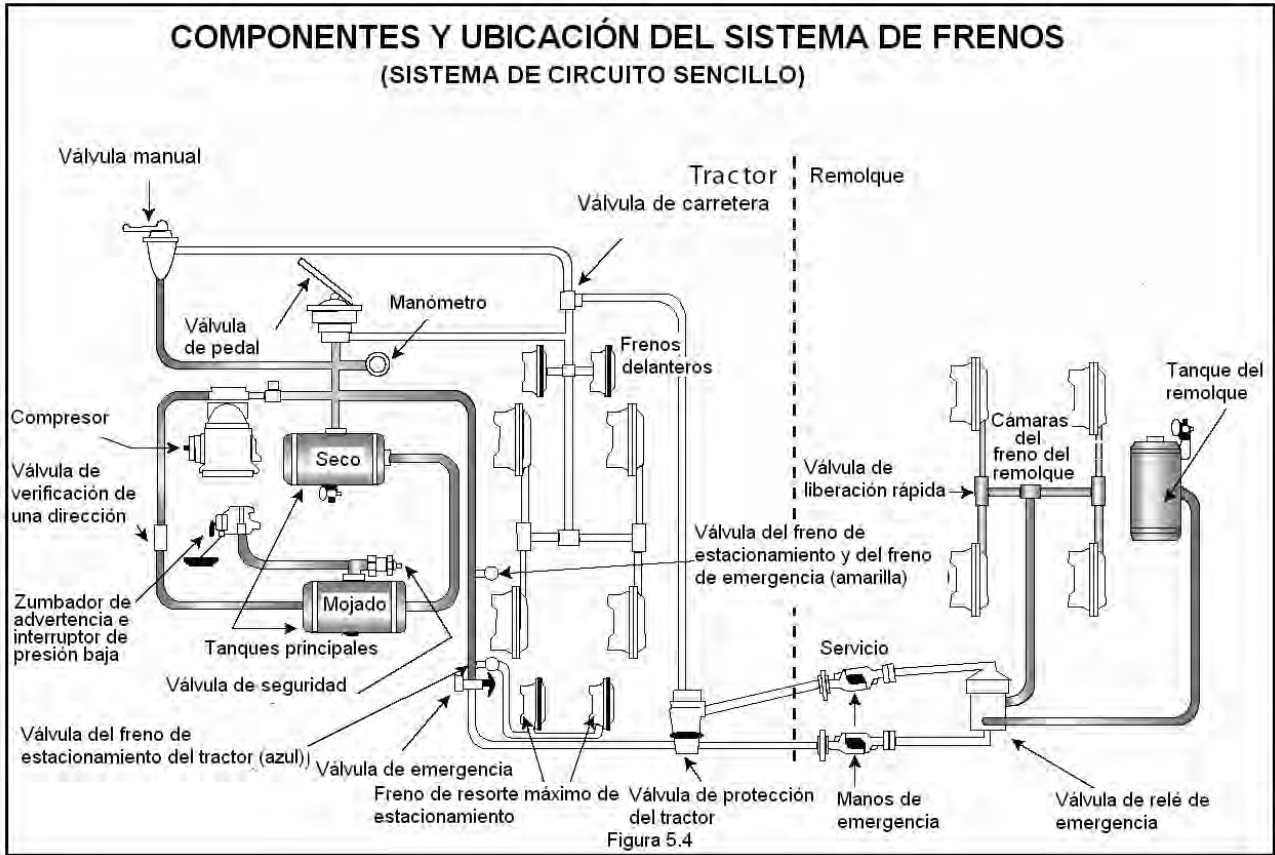 COMPONENTES Y UBICACIÓN DEL SISTEMA DE FRENOS
(SISTEMA DE CIRCUITO SENCILLO)
Válvula manual
Tractor
Remolque
Válvula de carretera
Válvula
de pedal
Manómetro
Frenos
delanteros
Tanque del
remolque
Compresor
Seco
Cámaras
del
freno del
remolque
Válvula de
verificación de
una dirección
Válvula de
liberación rápida
Válvula del freno de
estacionamiento y del freno
de emergencia (amarilla)
Zumbador de
advertencia e
interruptor de
presión baja
Mojado
Tanques principales
Servicio
Válvula de seguridad
Válvula del freno de
estacionamiento del tractor (azul))
Válvula de emergencia
Freno de resorte máximo de
estacionamiento
Válvula de protección
del tractor
Manos de
emergencia
Válvula de relé de
emergencia
Figura 5.4